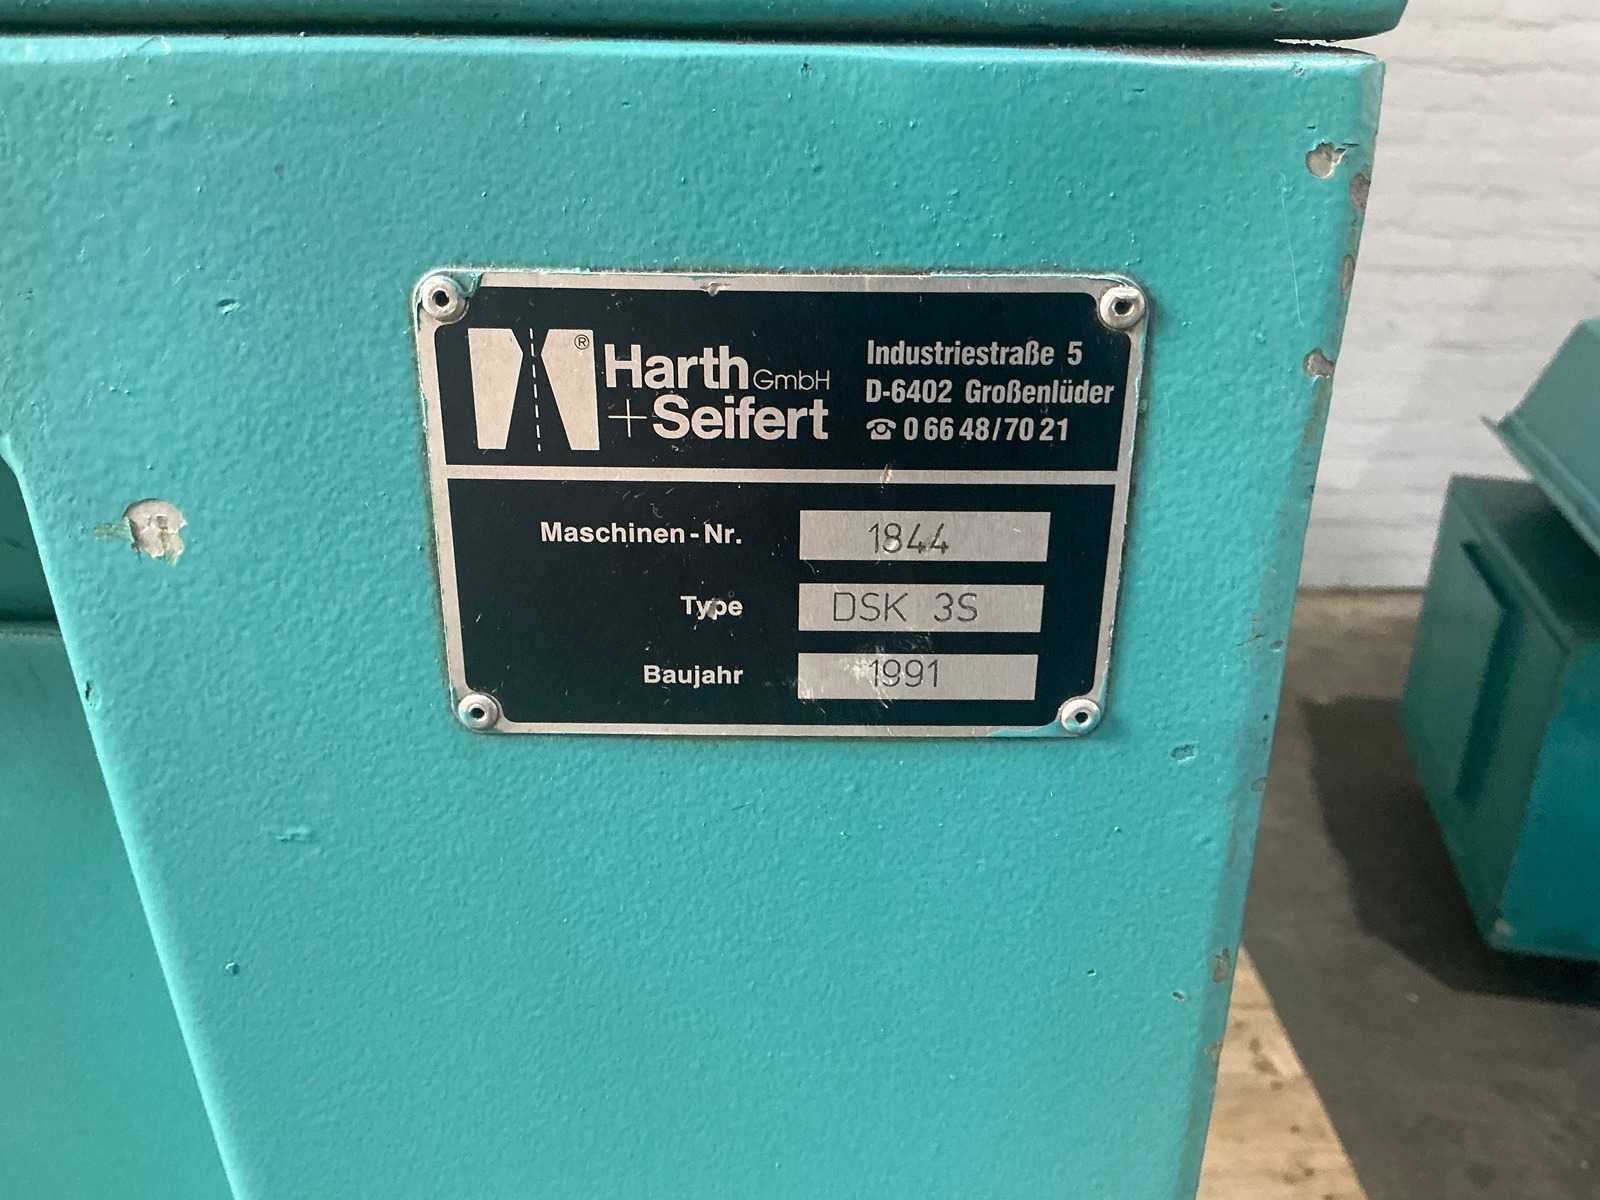 ® Harth GmbH
+ Seifert
Industriestraße 5
D-6402 Großenlüder
☎ 0 66 48/70 21
Maschinen-Nr. 1844
Type DSK 3S
Baujahr 1991